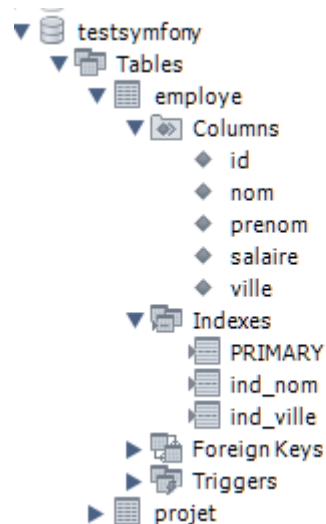 testsymfony
Tables
employe
Columns
id
nom
prenom
salaire
ville
Indexes
PRIMARY
ind_nom
ind_ville
Foreign Keys
Triggers
projet